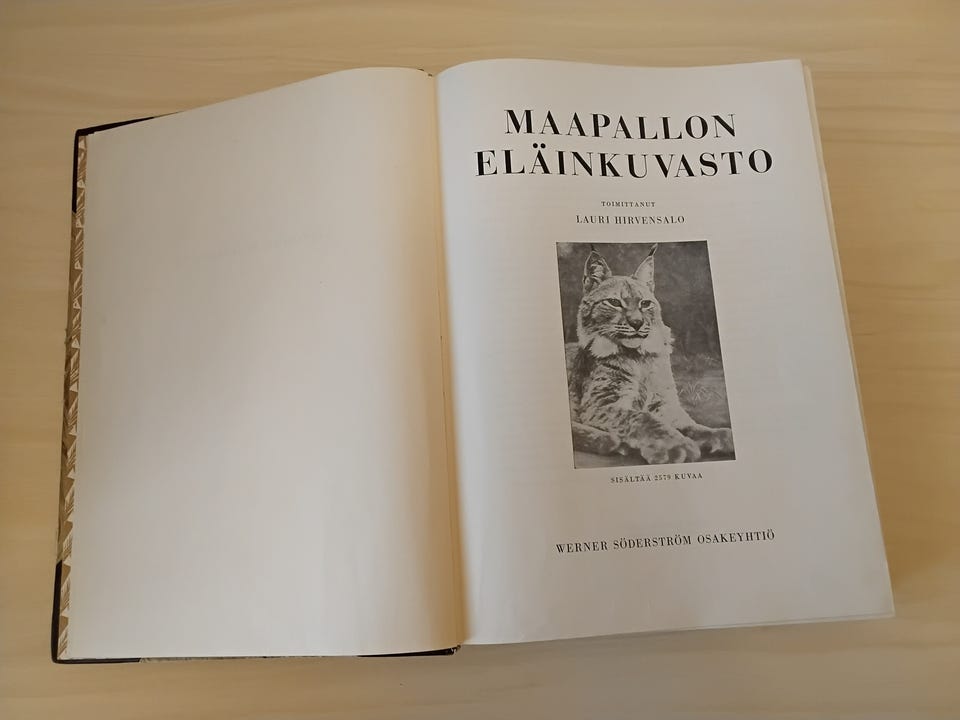 MAAPALLON
ELÄINKUVASTO
TOIMITTANUT
LAURI HIRVENSALO
SISÄLTÄÄ 2579 KUVAA
WERNER SÖDERSTRÖM OSAKEYHTIÖ